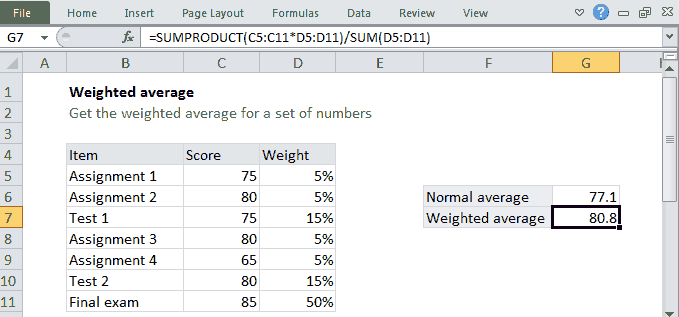 File Home Insert Page Layout Formulas Data Review View
G7 fx =SUMPRODUCT(C5:C11*D5:D11)/SUM(D5:D11)
A B C D E F G
1 Weighted average
2 Get the weighted average for a set of numbers
3
4 Item Score Weight
5 Assignment 1 75 5%
6 Assignment 2 80 5% Normal average 77.1
7 Test 1 75 15% Weighted average 80.8
8 Assignment 3 80 5%
9 Assignment 4 65 5%
10 Test 2 80 15%
11 Final exam 85 50%